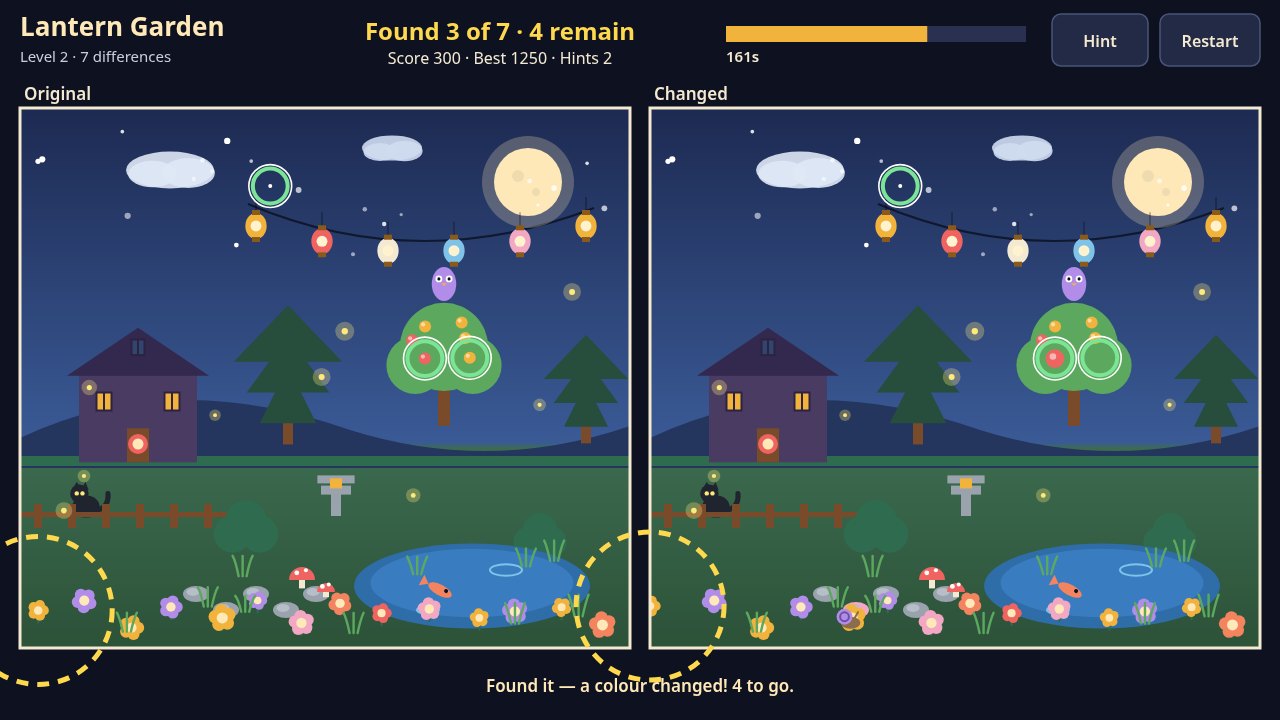 Lantern Garden
Level 2 · 7 differences
Found 3 of 7 · 4 remain
Score 300 · Best 1250 · Hints 2
161s
Hint
Restart
Original
Changed
Found it — a colour changed! 4 to go.